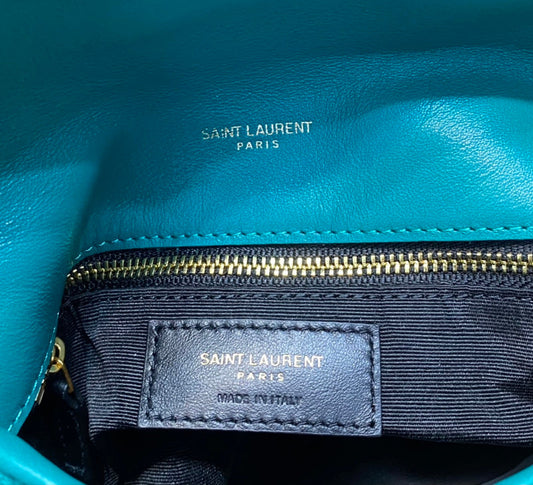 SAINT LAURENT
PARIS
SAINT LAURENT
PARIS
MADE IN ITALY